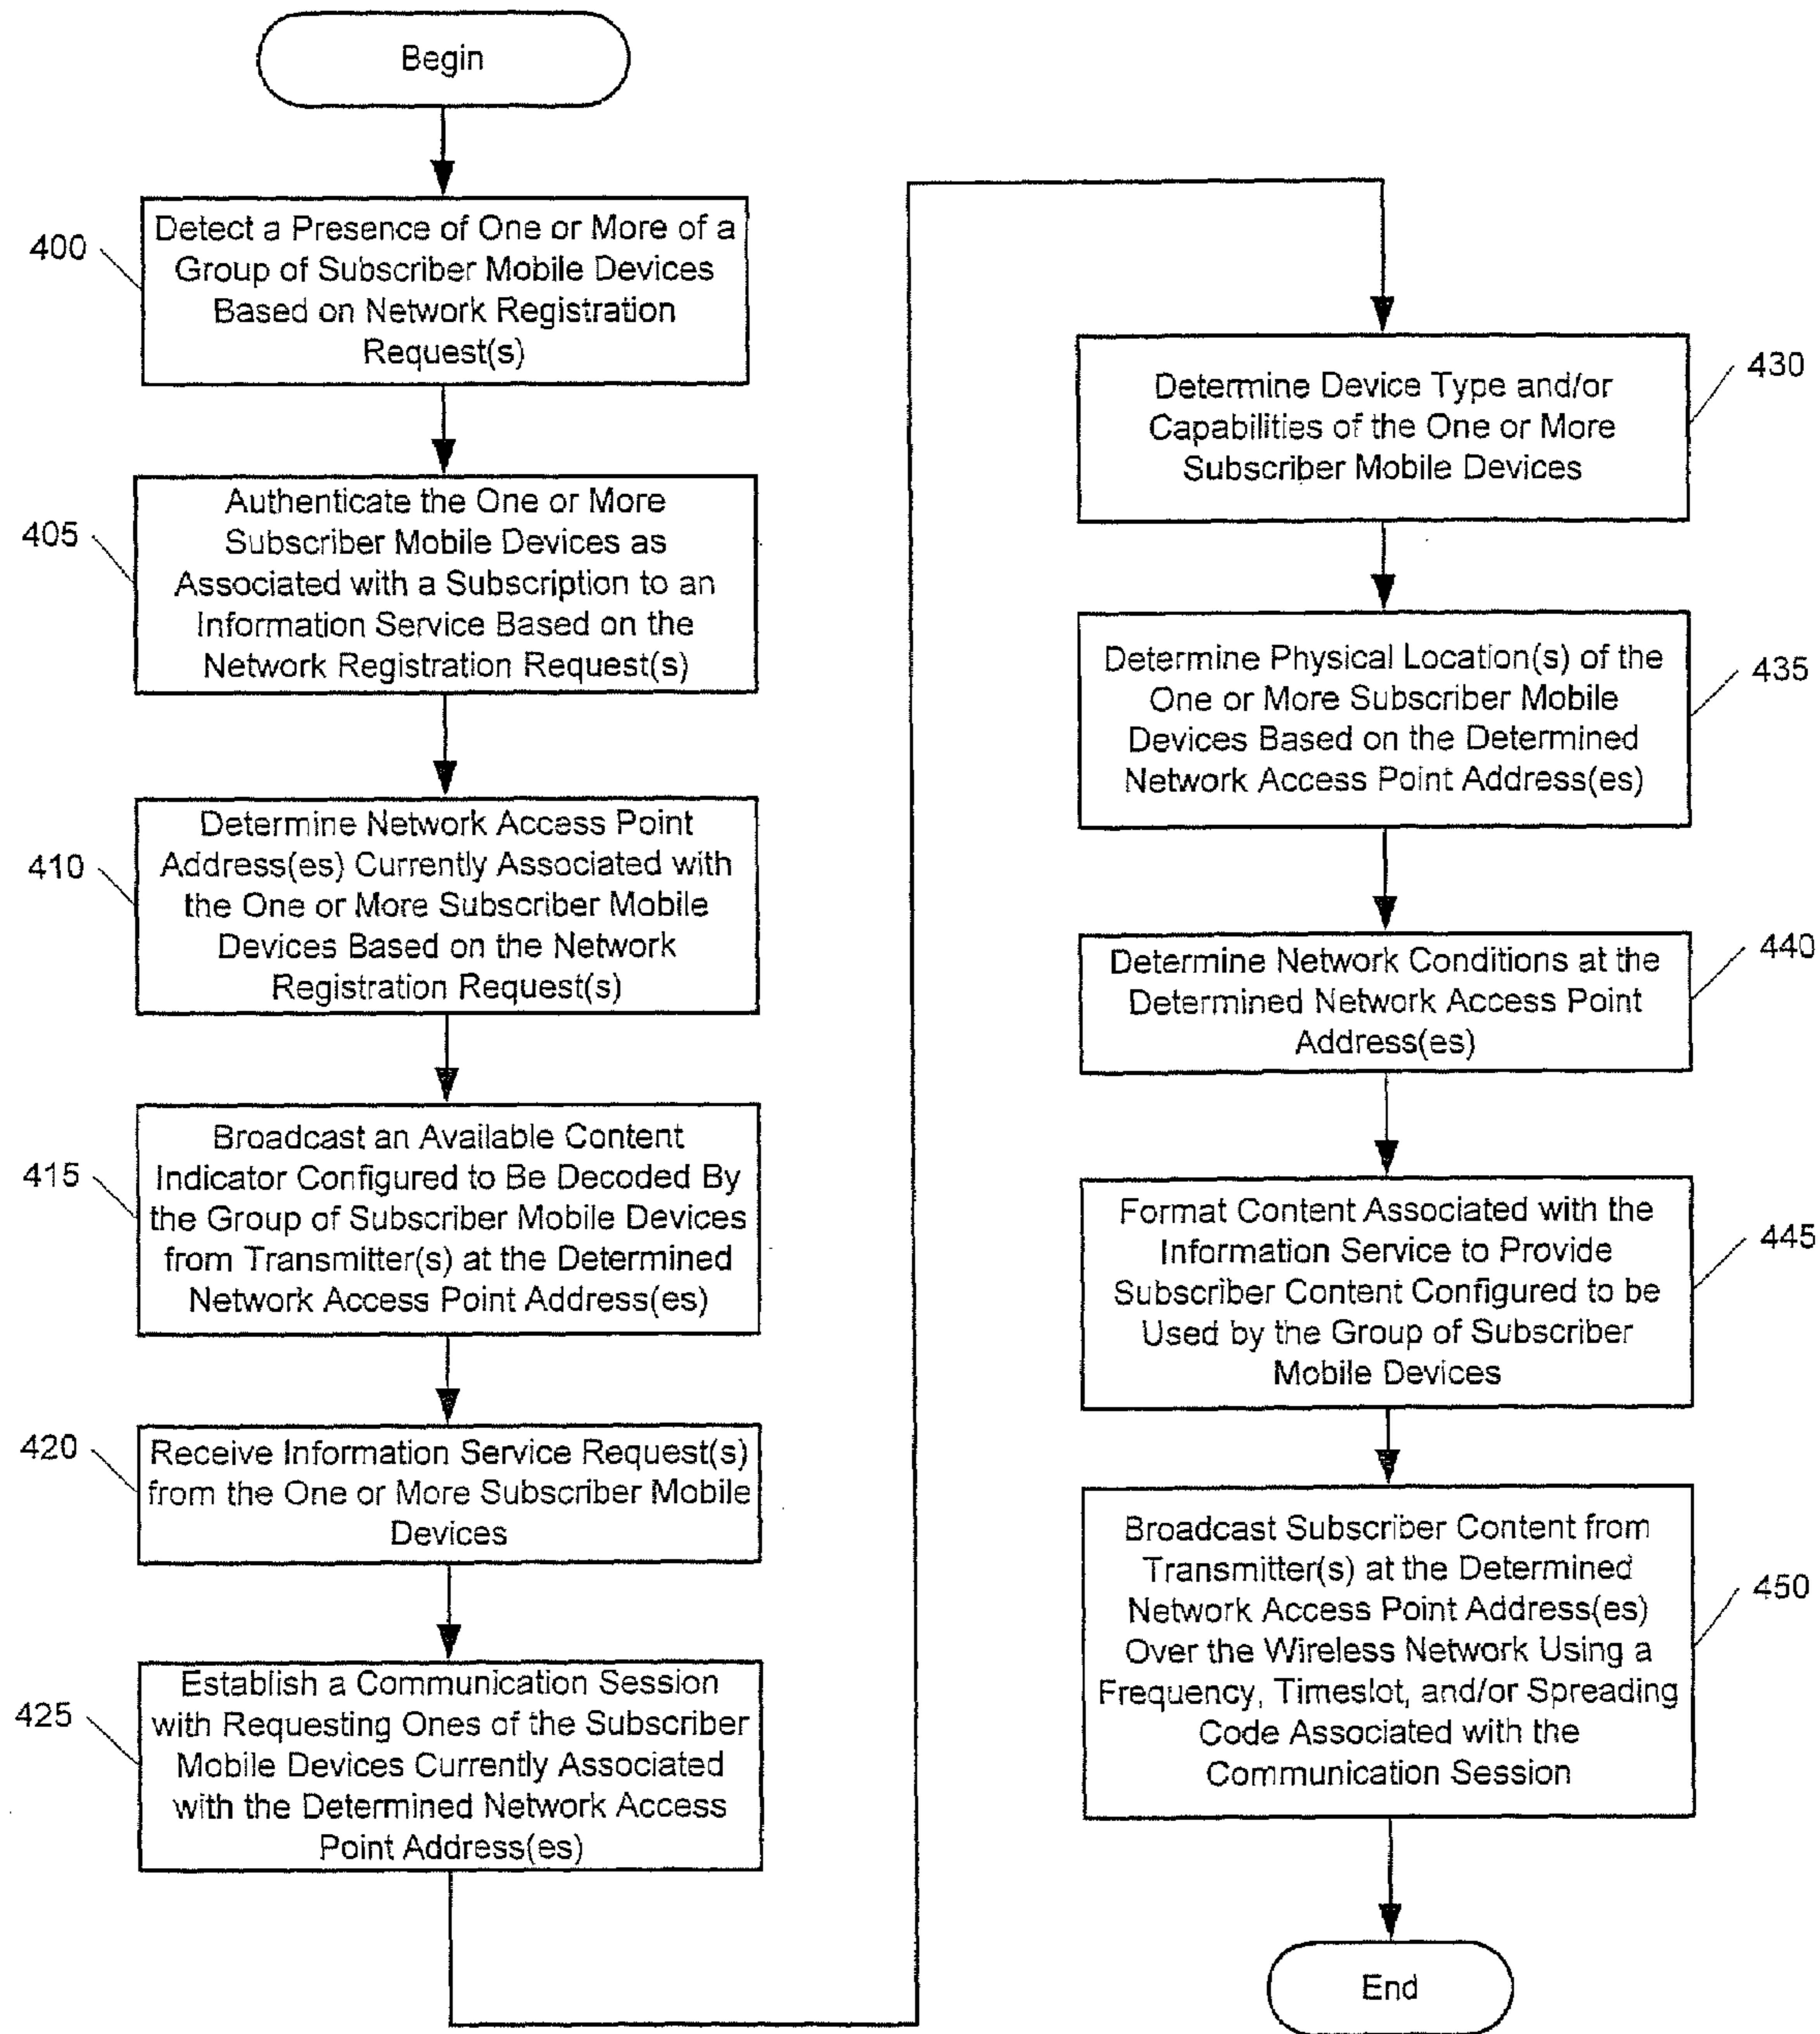 Begin
400
Detect a Presence of One or More of a
Group of Subscriber Mobile Devices
Based on Network Registration
Request(s)
405
Authenticate the One or More
Subscriber Mobile Devices as
Associated with a Subscription to an
Information Service Based on the
Network Registration Request(s)
410
Determine Network Access Point
Address(es) Currently Associated with
the One or More Subscriber Mobile
Devices Based on the Network
Registration Request(s)
415
Broadcast an Available Content
Indicator Configured to Be Decoded By
the Group of Subscriber Mobile Devices
from Transmitter(s) at the Determined
Network Access Point Address(es)
420
Receive Information Service Request(s)
from the One or More Subscriber Mobile
Devices
425
Establish a Communication Session
with Requesting Ones of the Subscriber
Mobile Devices Currently Associated
with the Determined Network Access
Point Address(es)
430
Determine Device Type and/or
Capabilities of the One or More
Subscriber Mobile Devices
435
Determine Physical Location(s) of the
One or More Subscriber Mobile
Devices Based on the Determined
Network Access Point Address(es)
440
Determine Network Conditions at the
Determined Network Access Point
Address(es)
445
Format Content Associated with the
Information Service to Provide
Subscriber Content Configured to be
Used by the Group of Subscriber
Mobile Devices
450
Broadcast Subscriber Content from
Transmitter(s) at the Determined
Network Access Point Address(es)
Over the Wireless Network Using a
Frequency, Timeslot, and/or Spreading
Code Associated with the
Communication Session
End